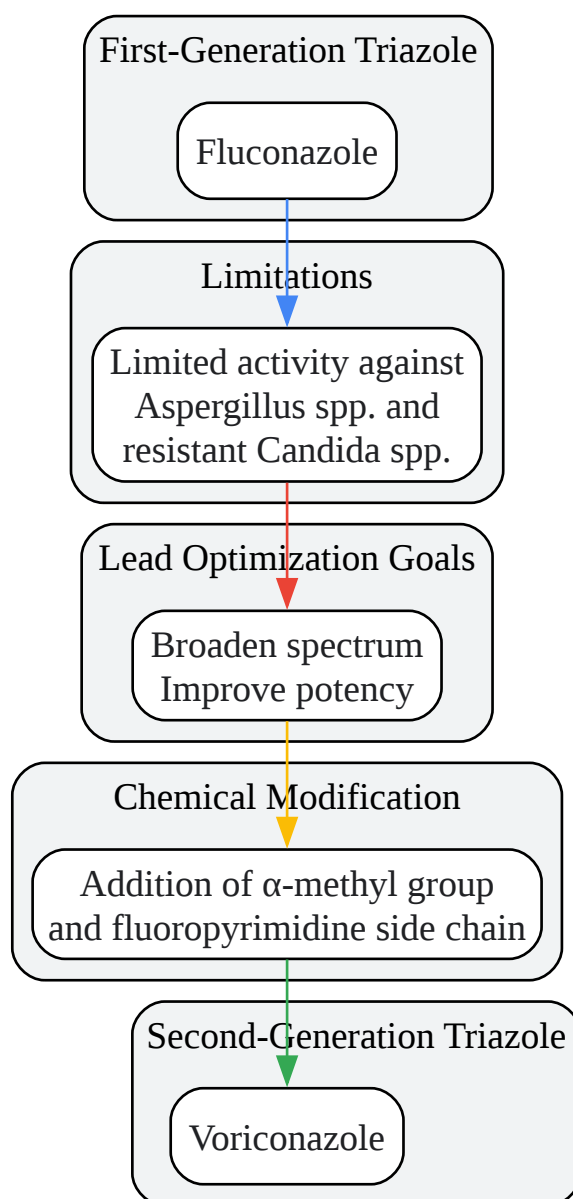 First-Generation Triazole
Fluconazole
Limitations
Limited activity against
Aspergillus spp. and
resistant Candida spp.
Lead Optimization Goals
Broaden spectrum
Improve potency
Chemical Modification
Addition of α-methyl group
and fluoropyrimidine side chain
Second-Generation Triazole
Voriconazole